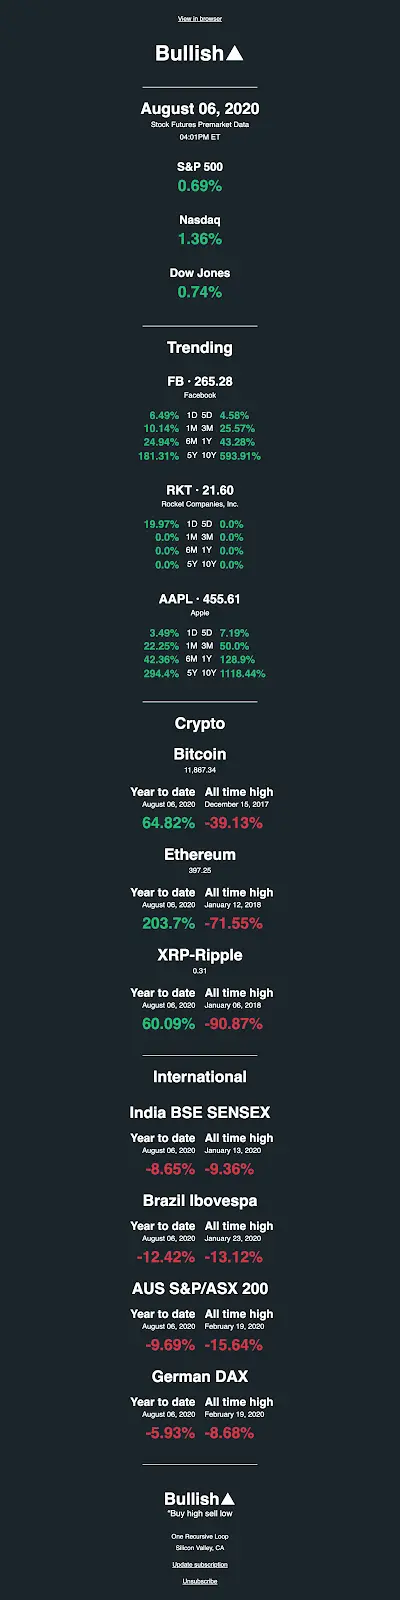 View in browser
Bullish▲
August 06, 2020
Stock Futures Premarket Data
04:01PM ET
S&P 500
0.69%
Nasdaq
1.36%
Dow Jones
0.74%
Trending
FB · 265.28
Facebook
6.49% 1D 5D 4.58%
10.14% 1M 3M 25.57%
24.94% 6M 1Y 43.28%
181.31% 5Y 10Y 593.91%
RKT · 21.60
Rocket Companies, Inc.
19.97% 1D 5D 0.0%
0.0% 1M 3M 0.0%
0.0% 6M 1Y 0.0%
0.0% 5Y 10Y 0.0%
AAPL · 455.61
Apple
3.49% 1D 5D 7.19%
22.25% 1M 3M 50.0%
42.36% 6M 1Y 128.9%
294.4% 5Y 10Y 1118.44%
Crypto
Bitcoin
11,867.34
Year to date All time high
August 06, 2020 December 15, 2017
64.82% -39.13%
Ethereum
397.25
Year to date All time high
August 06, 2020 January 12, 2018
203.7% -71.55%
XRP-Ripple
0.31
Year to date All time high
August 06, 2020 January 06, 2018
60.09% -90.87%
International
India BSE SENSEX
Year to date All time high
August 06, 2020 January 13, 2020
-8.65% -9.36%
Brazil Ibovespa
Year to date All time high
August 06, 2020 January 23, 2020
-12.42% -13.12%
AUS S&P/ASX 200
Year to date All time high
August 06, 2020 February 19, 2020
-9.69% -15.64%
German DAX
Year to date All time high
August 06, 2020 February 19, 2020
-5.93% -8.68%
Bullish▲
*Buy high sell low
One Recursive Loop
Silicon Valley, CA
Update subscription
Unsubscribe